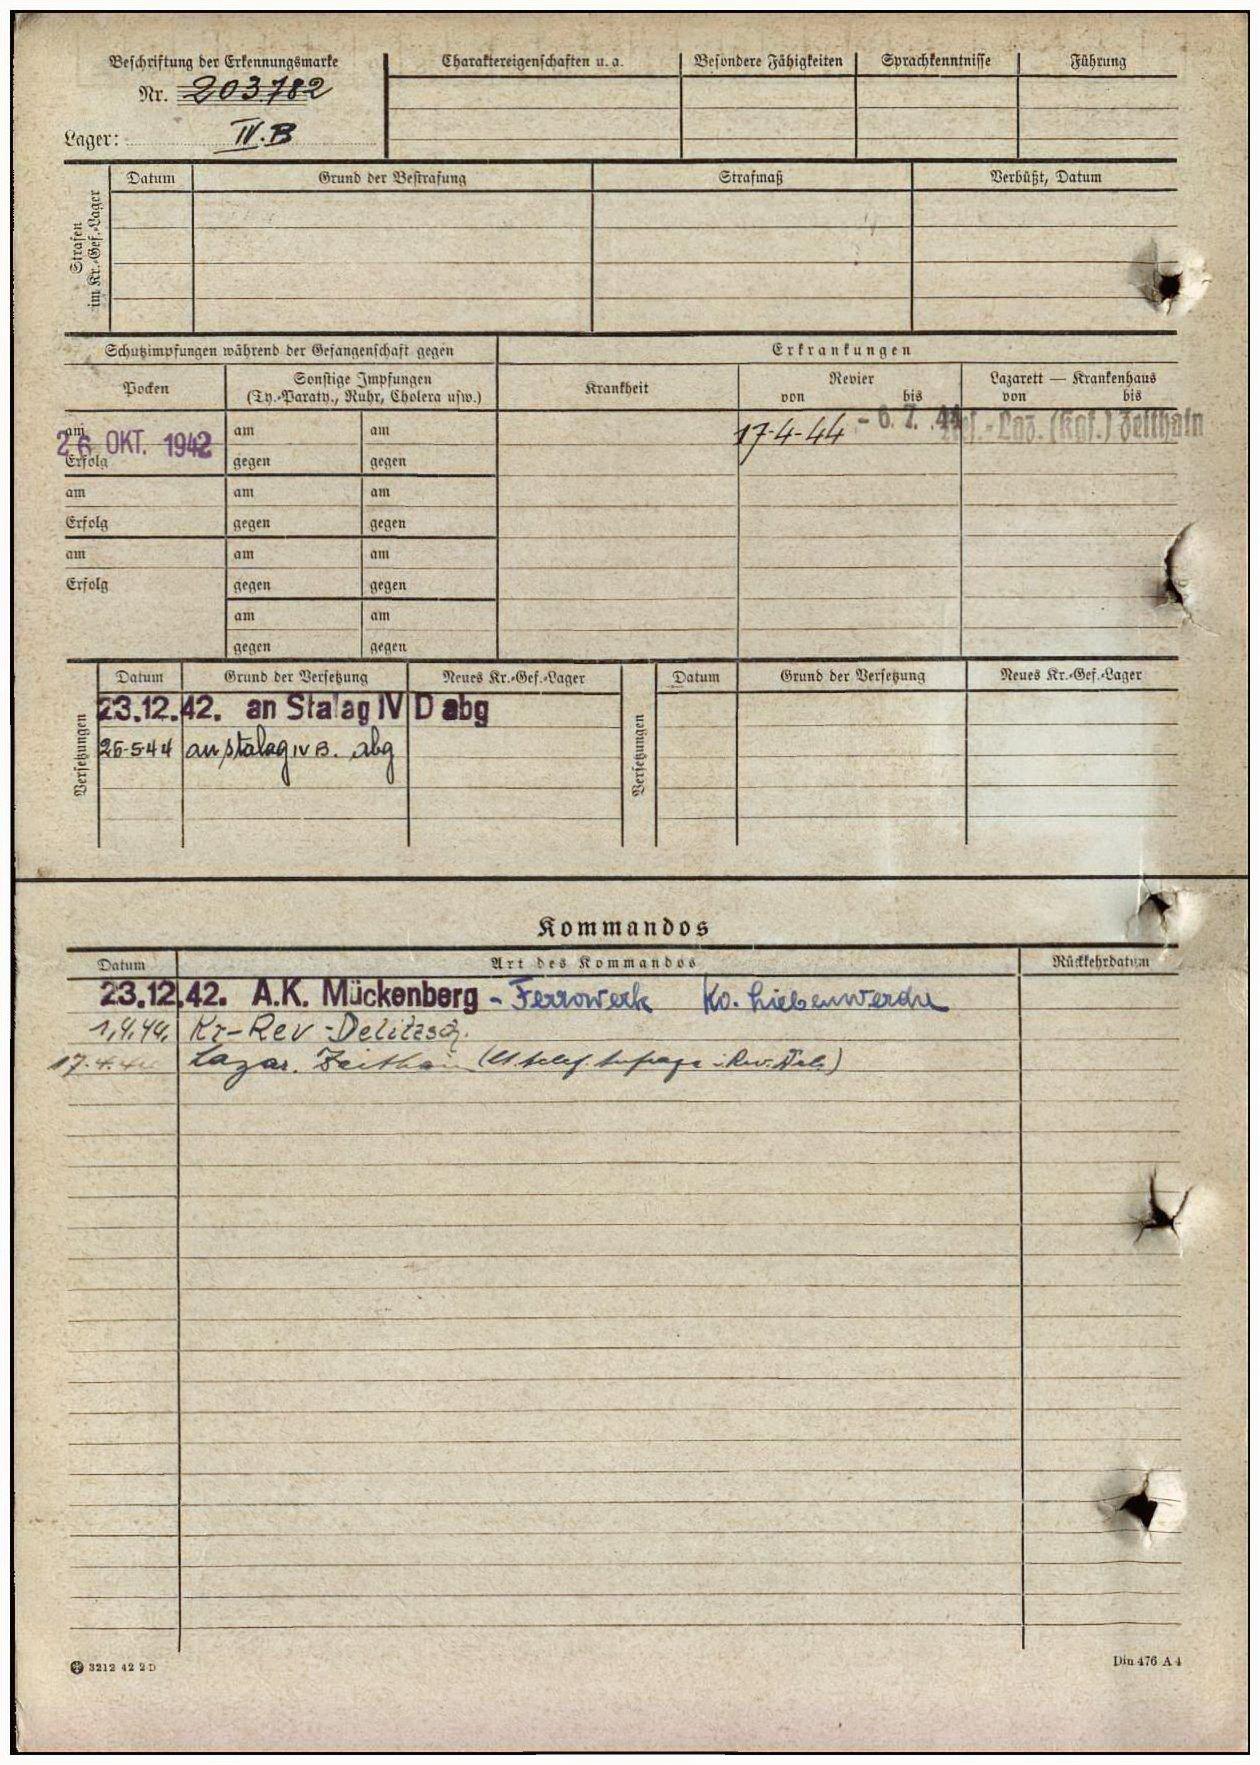 Beschriftung der Erkennungsmarke
Nr. 203782
Lager: IV.B
Charaktereigenschaften u. a.
Besondere Fähigkeiten
Sprachkenntnisse
Führung
Strafen im Kr.-Gef.-Lager
Datum
Grund der Bestrafung
Strafmaß
Verbüßt, Datum
Schutzimpfungen während der Gefangenschaft gegen
Erkrankungen
Pocken
Sonstige Impfungen
(Ty.-Paraty., Ruhr, Cholera usw.)
Krankheit
Revier
von bis
Lazarett — Krankenhaus
von bis
am am am
26 OKT. 1942
17-4-44 - 6. 7. 44 Res.-Laz. (Kgf.) Zeithain
Erfolg gegen gegen
am am am
Erfolg gegen gegen
am am am
Erfolg gegen gegen
am am
gegen gegen
Versetzungen
Datum Grund der Versetzung Neues Kr.-Gef.-Lager
23.12.42. an Stalag IV D abg
25-5-44 an stalag IV B. abg
Versetzungen
Datum Grund der Versetzung Neues Kr.-Gef.-Lager
Kommandos
Datum Art des Kommandos Rückkehrdatum
23.12.42. A.K. Mückenberg - Ferrowerk Ko. Liebenwerda
1.4.44. Kr-Rev-Delitzsch.
17.4.44 Lazar. Zeithain
3212 42 2 D
Din 476 A 4